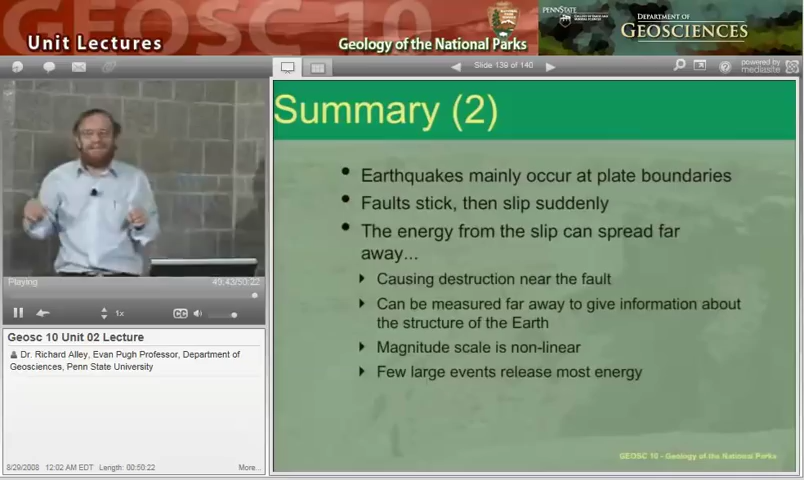 GEOSC 10
Unit Lectures
Geology of the National Parks
PENNSTATE
DEPARTMENT OF
GEOSCIENCES
Slide 139 of 140
powered by
mediasite
Summary (2)
• Earthquakes mainly occur at plate boundaries
• Faults stick, then slip suddenly
• The energy from the slip can spread far
away...
Causing destruction near the fault
Can be measured far away to give information about
the structure of the Earth
Magnitude scale is non-linear
Few large events release most energy
GEOSC 10 - Geology of the National Parks
Playing
49:43/50:22
1x
CC
Geosc 10 Unit 02 Lecture
Dr. Richard Alley, Evan Pugh Professor, Department of
Geosciences, Penn State University
8/29/2008 12:02 AM EDT Length: 00:50:22
More...